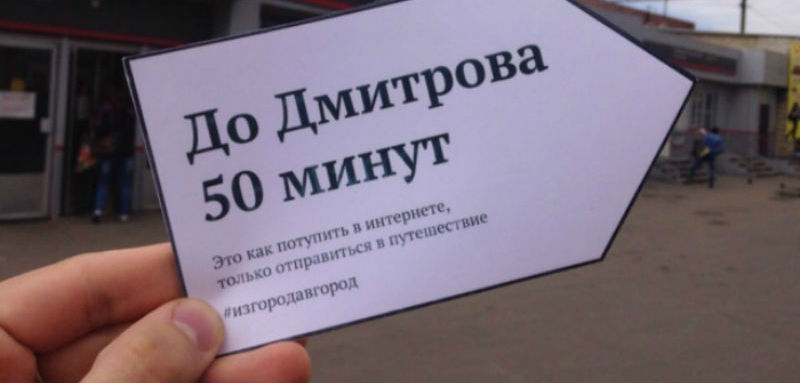 До Дмитрова
50 минут
Это как потупить в интернете,
только отправиться в путешествие
#изгородавгород